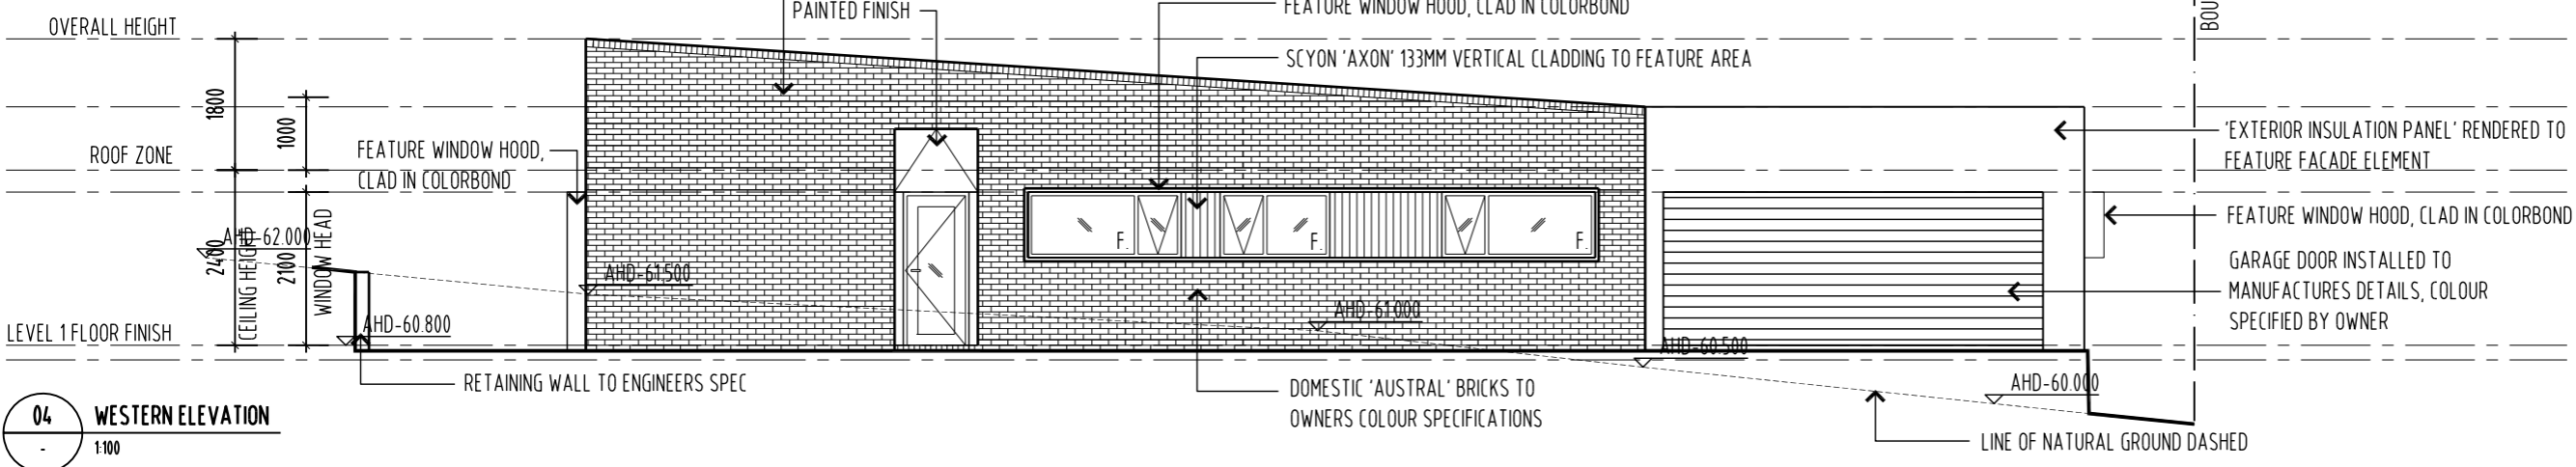 PAINTED FINISH
FEATURE WINDOW HOOD, CLAD IN COLORBOND
BOU
OVERALL HEIGHT
SCYON 'AXON' 133MM VERTICAL CLADDING TO FEATURE AREA
1800
1000
ROOF ZONE
FEATURE WINDOW HOOD,
CLAD IN COLORBOND
'EXTERIOR INSULATION PANEL' RENDERED TO
FEATURE FACADE ELEMENT
FEATURE WINDOW HOOD, CLAD IN COLORBOND
AHD-62.000
2400
CEILING HEIGHT
2100
WINDOW HEAD
F.
F.
F.
AHD-61.500
GARAGE DOOR INSTALLED TO
MANUFACTURES DETAILS, COLOUR
SPECIFIED BY OWNER
AHD-61.000
LEVEL 1 FLOOR FINISH
AHD-60.800
AHD-60.500
RETAINING WALL TO ENGINEERS SPEC
DOMESTIC 'AUSTRAL' BRICKS TO
OWNERS COLOUR SPECIFICATIONS
AHD-60.000
LINE OF NATURAL GROUND DASHED
04
-
WESTERN ELEVATION
1:100